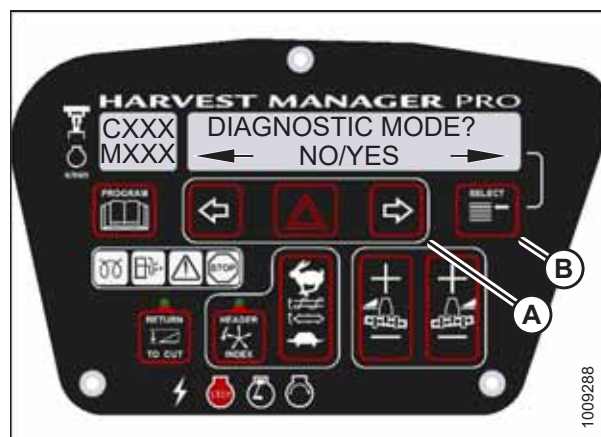 HARVEST MANAGER PRO
CXXX
MXXX
DIAGNOSTIC MODE?
NO/YES
PROGRAM
SELECT
A
B
STOP
RETURN
TO CUT
HEADER
INDEX
1009288